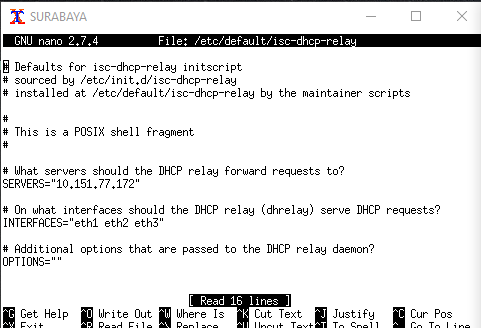 SURABAYA
GNU nano 2.7.4 File: /etc/default/isc-dhcp-relay
# Defaults for isc-dhcp-relay initscript
# sourced by /etc/init.d/isc-dhcp-relay
# installed at /etc/default/isc-dhcp-relay by the maintainer scripts
#
# This is a POSIX shell fragment
#
# What servers should the DHCP relay forward requests to?
SERVERS="10.151.77.172"
# On what interfaces should the DHCP relay (dhrelay) serve DHCP requests?
INTERFACES="eth1 eth2 eth3"
# Additional options that are passed to the DHCP relay daemon?
OPTIONS=""
[ Read 16 lines ]
^G Get Help ^O Write Out ^W Where Is ^K Cut Text ^J Justify ^C Cur Pos
^X Exit ^R Read File ^\ Replace ^U Uncut Text ^T To Spell ^_ Go To Line